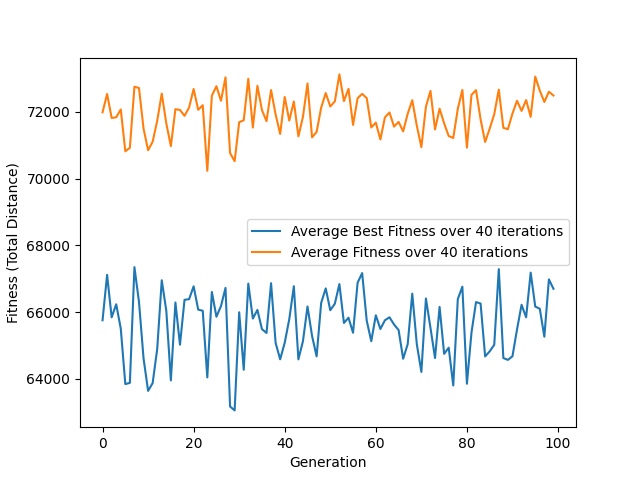 72000
70000
68000
66000
64000
Fitness (Total Distance)
Average Best Fitness over 40 iterations
Average Fitness over 40 iterations
0 20 40 60 80 100
Generation